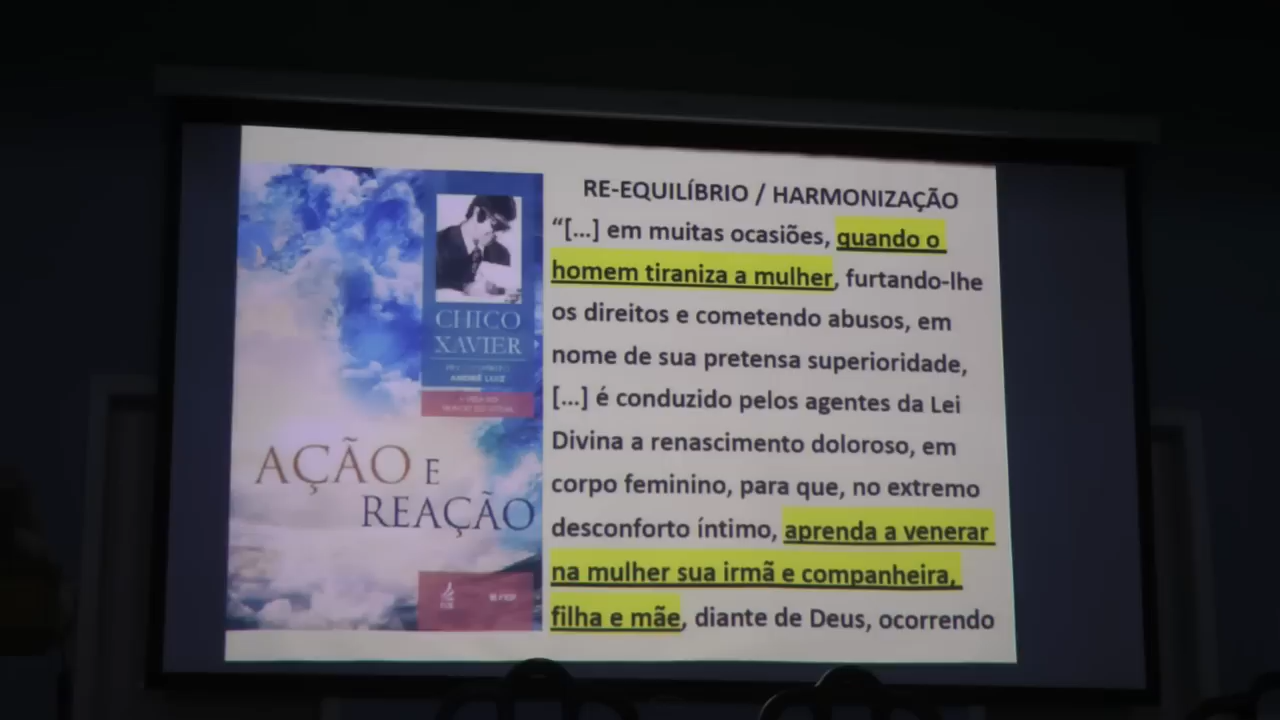 RE-EQUILÍBRIO / HARMONIZAÇÃO
“[...] em muitas ocasiões, quando o
homem tiraniza a mulher, furtando-lhe
os direitos e cometendo abusos, em
nome de sua pretensa superioridade,
[...] é conduzido pelos agentes da Lei
Divina a renascimento doloroso, em
corpo feminino, para que, no extremo
desconforto íntimo, aprenda a venerar
na mulher sua irmã e companheira,
filha e mãe, diante de Deus, ocorrendo
CHICO
XAVIER
ANDRÉ LUIZ
AÇÃO E
REAÇÃO